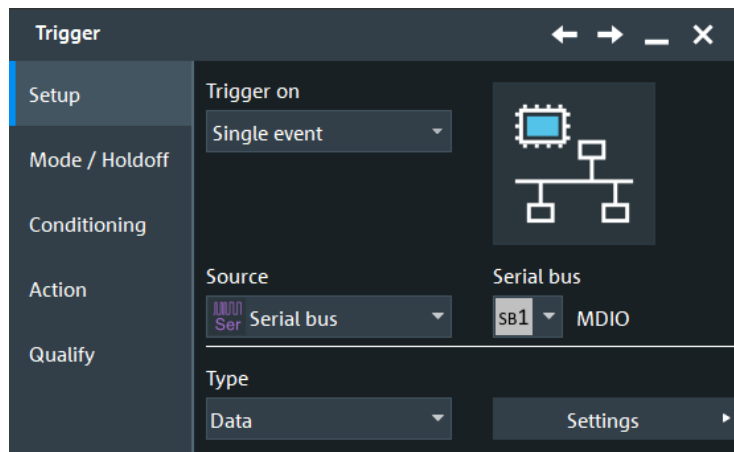 Trigger
Setup
Mode / Holdoff
Conditioning
Action
Qualify
Trigger on
Single event
Source
Serial bus
Ser Serial bus
SB1 MDIO
Type
Data
Settings